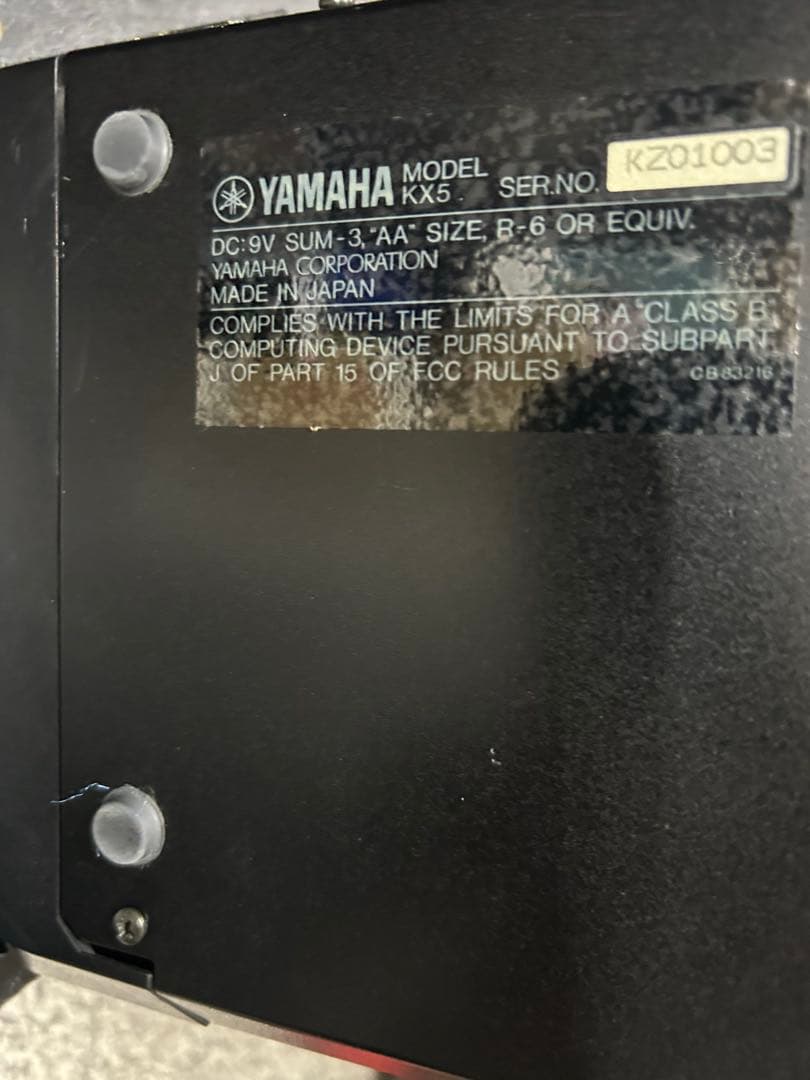 YAMAHA MODEL KX5 SER.NO. KZ01003
DC:9V SUM-3, "AA" SIZE, R-6 OR EQUIV.
YAMAHA CORPORATION
MADE IN JAPAN
COMPLIES WITH THE LIMITS FOR A "CLASS B"
COMPUTING DEVICE PURSUANT TO SUBPART
J OF PART 15 OF FCC RULES CB83216